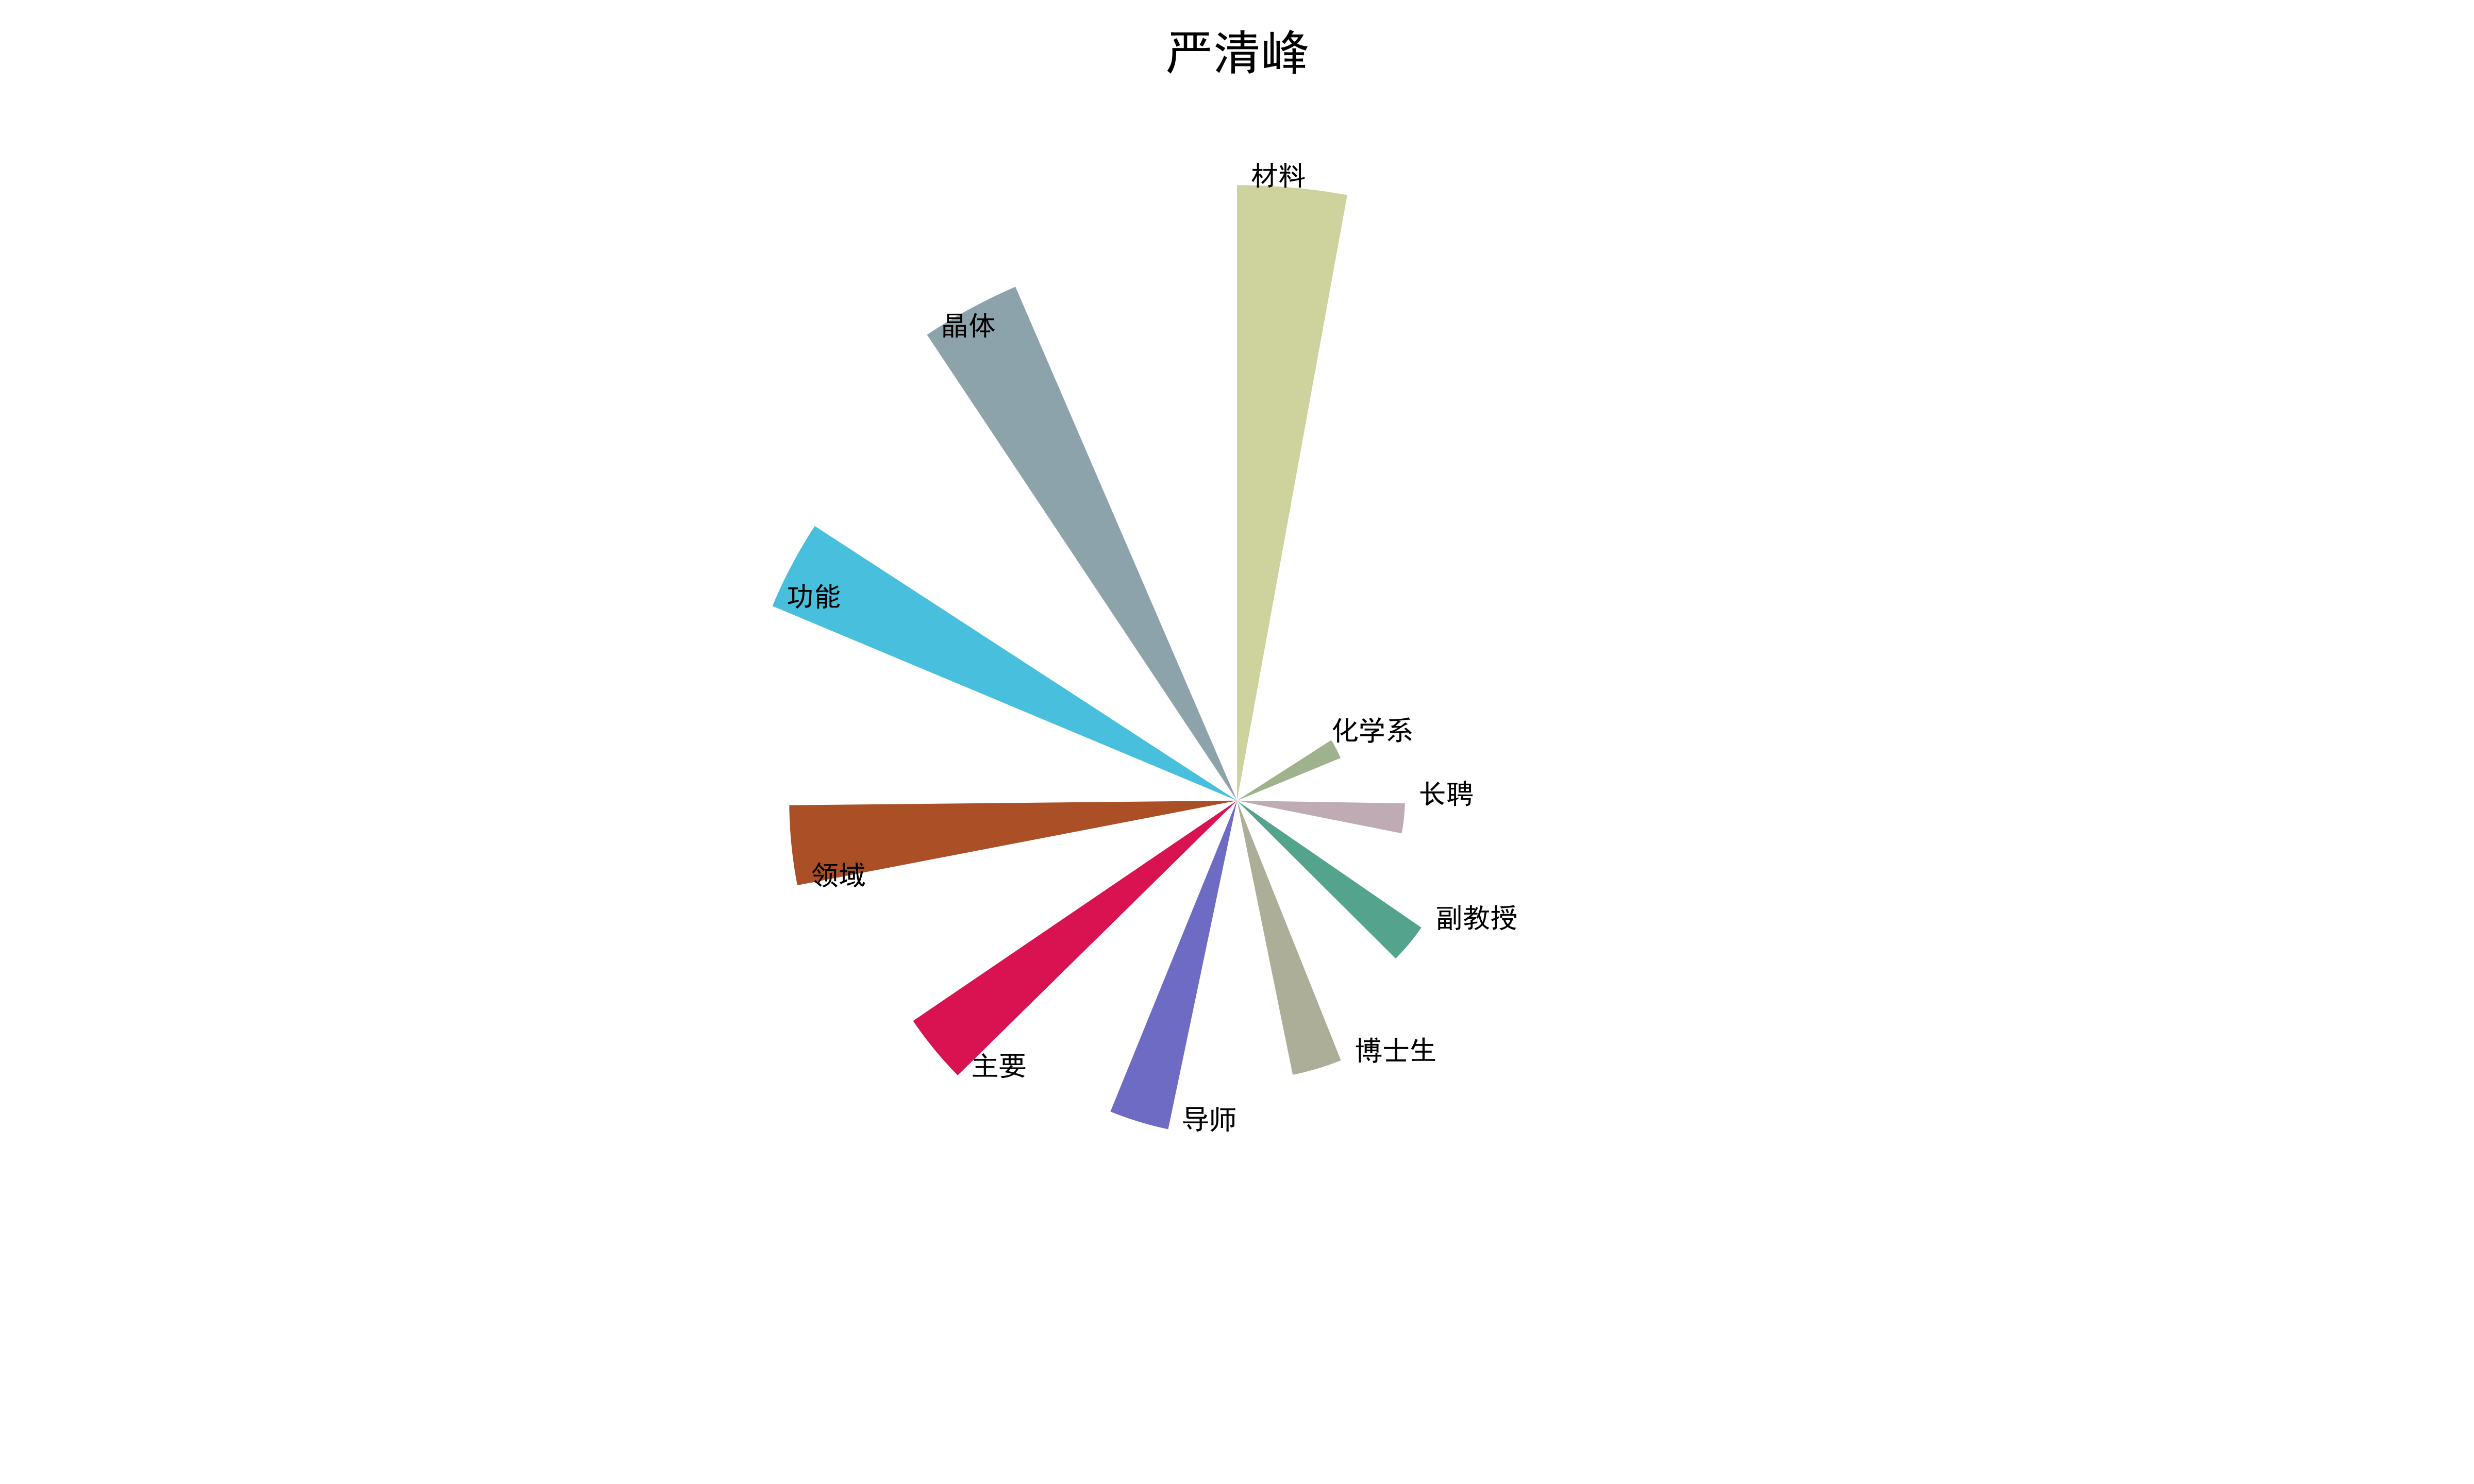 严清峰
材料
晶体
功能
化学系
长聘
领域
副教授
博士生
主要
导师